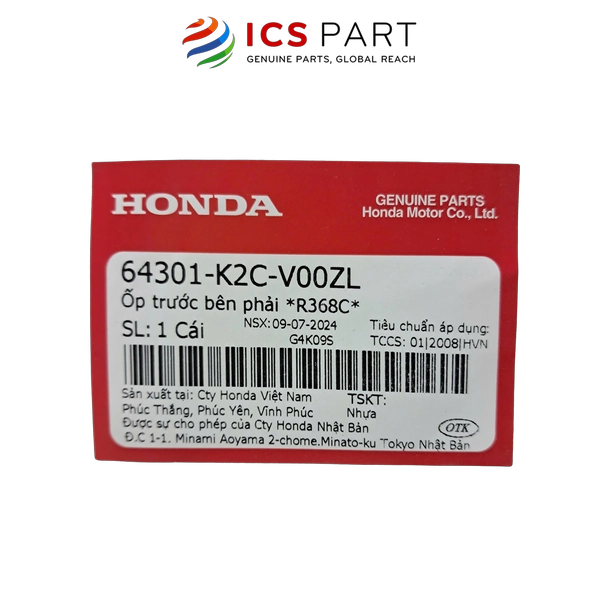 ICS PART
GENUINE PARTS, GLOBAL REACH
HONDA
GENUINE PARTS
Honda Motor Co., Ltd.
64301-K2C-V00ZL
Ốp trước bên phải *R368C*
SL: 1 Cái
NSX: 09-07-2024
G4K09S
Tiêu chuẩn áp dụng:
TCCS: 01|2008|HVN
Sản xuất tại: Cty Honda Việt Nam
Phúc Thắng, Phúc Yên, Vĩnh Phúc
TSKT:
Nhựa
Được sự cho phép của Cty Honda Nhật Bản
Đ.C 1-1. Minami Aoyama 2-chome.Minato-ku Tokyo Nhật Bản
OTK